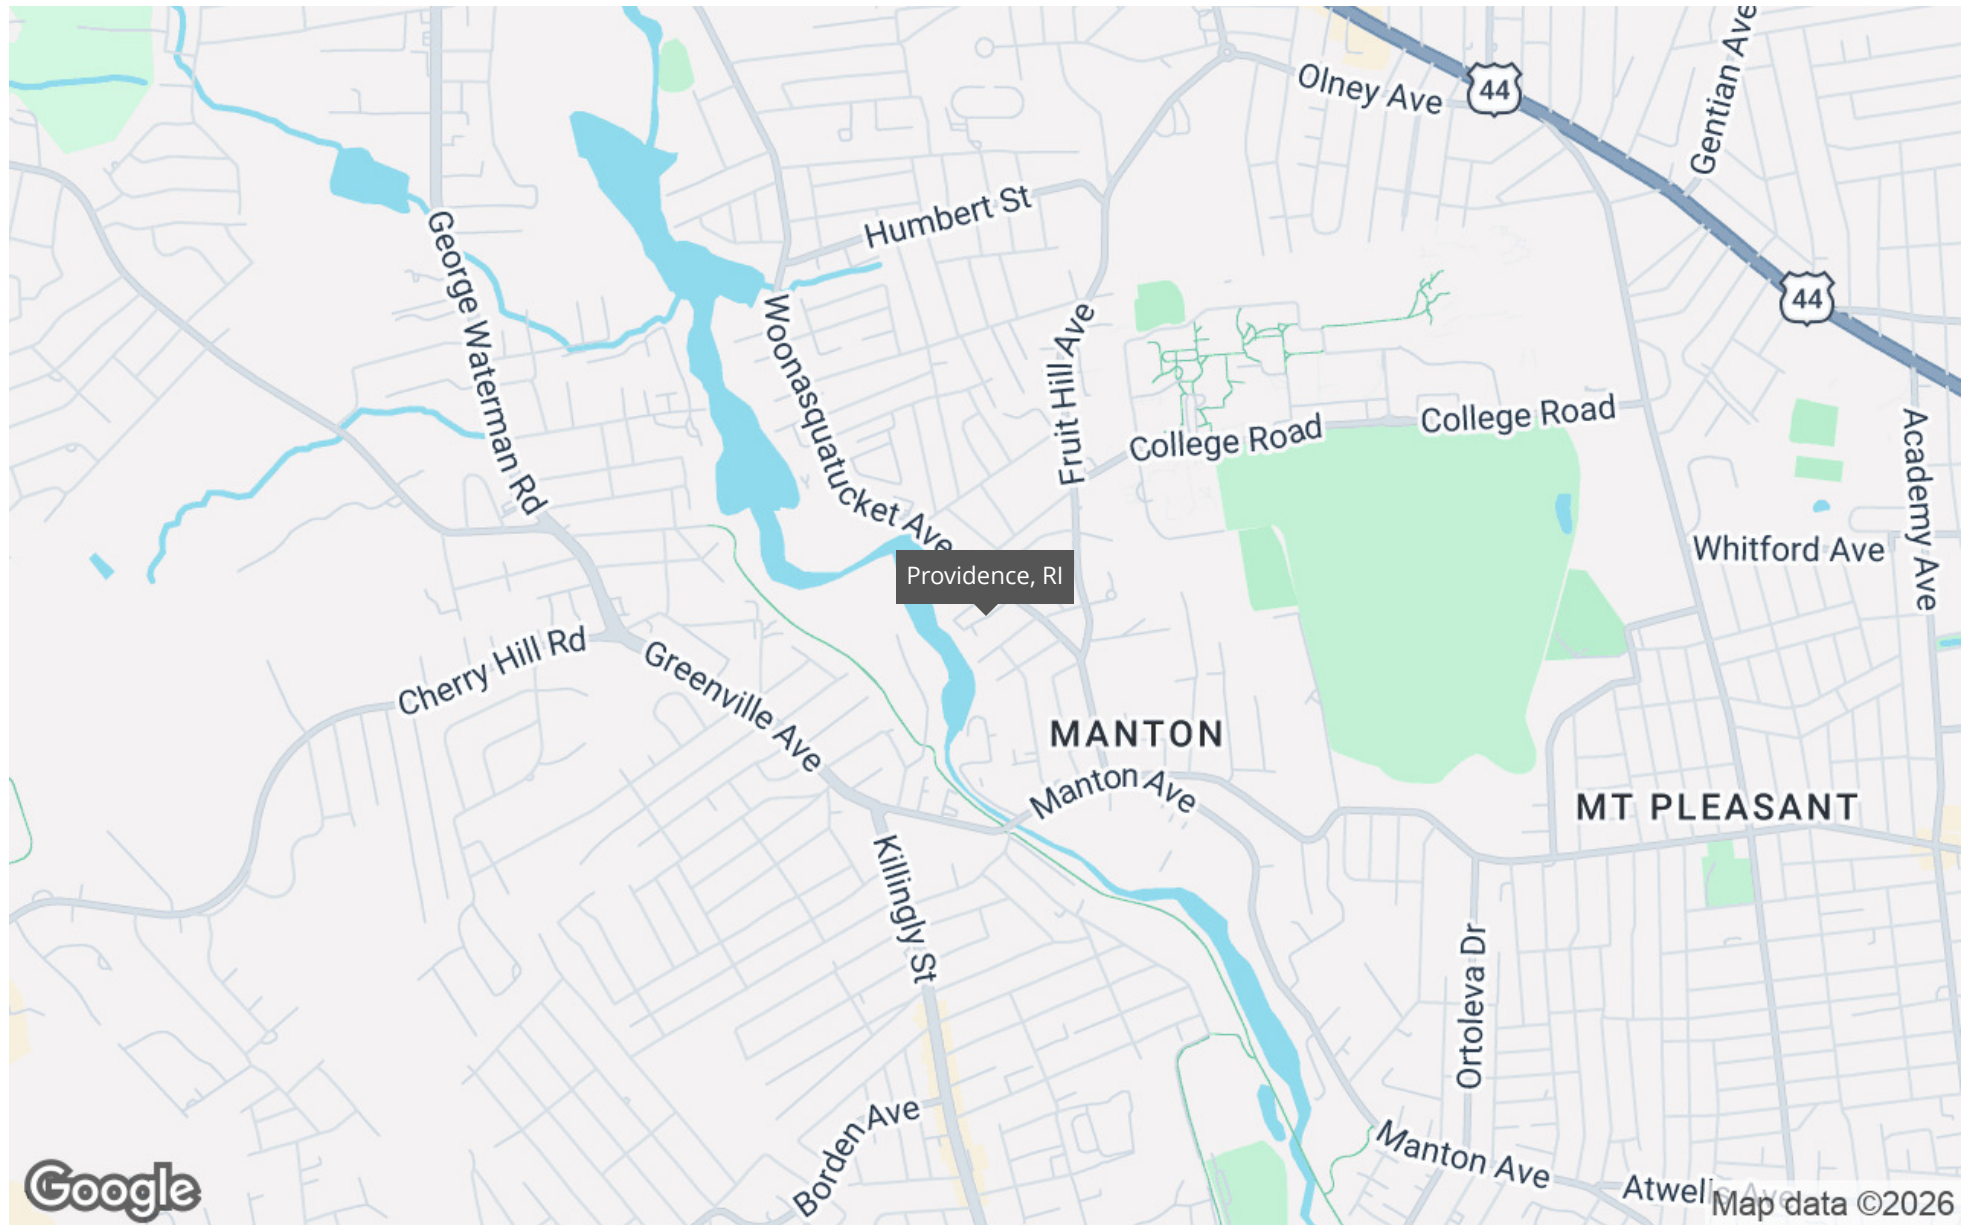 Olney Ave
44
Gentian Ave
Humbert St
George Waterman Rd
44
Woonasquatucket Ave
Fruit Hill Ave
College Road
College Road
Academy Ave
Whitford Ave
Providence, RI
Cherry Hill Rd
Greenville Ave
MANTON
Manton Ave
MT PLEASANT
Killingly St
Ortoleva Dr
Borden Ave
Manton Ave
Atwells Ave
Google
Map data ©2026